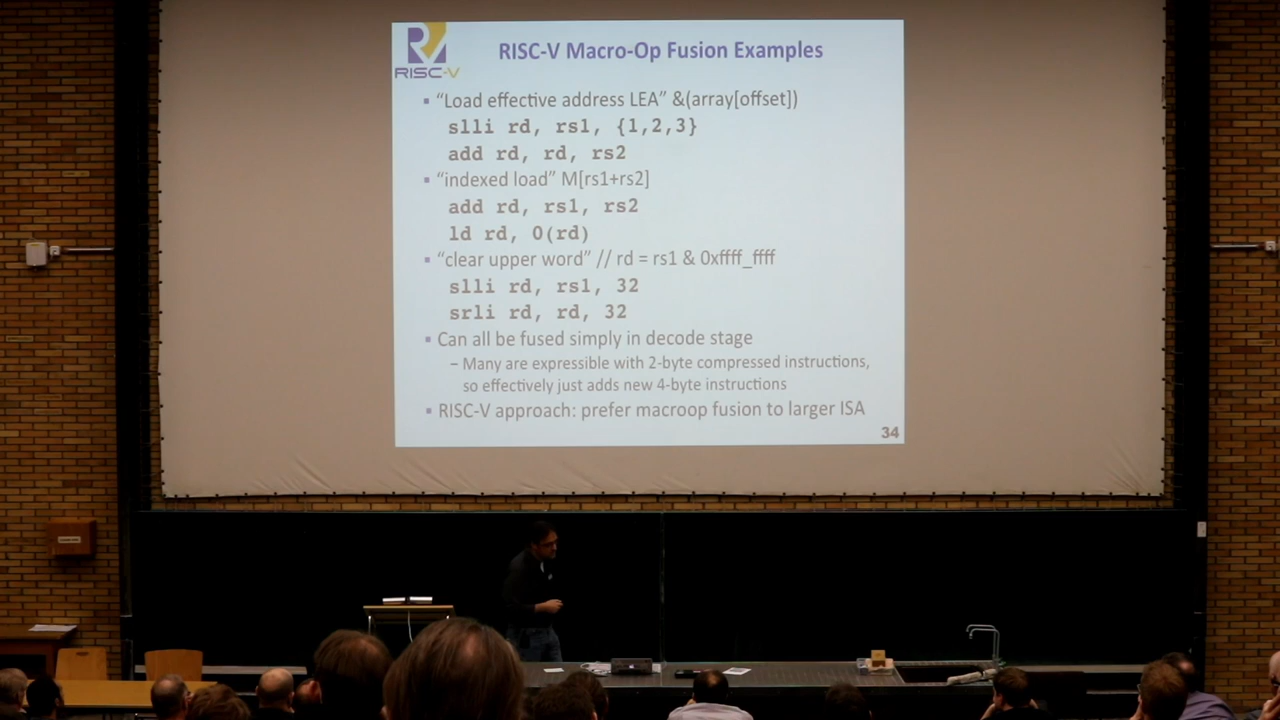 RISC-V
RISC-V Macro-Op Fusion Examples
▪ “Load effective address LEA” &(array[offset])
slli rd, rs1, {1,2,3}
add rd, rd, rs2
▪ “indexed load” M[rs1+rs2]
add rd, rs1, rs2
ld rd, 0(rd)
▪ “clear upper word” // rd = rs1 & 0xffff_ffff
slli rd, rs1, 32
srli rd, rd, 32
▪ Can all be fused simply in decode stage
– Many are expressible with 2-byte compressed instructions,
so effectively just adds new 4-byte instructions
▪ RISC-V approach: prefer macroop fusion to larger ISA
34